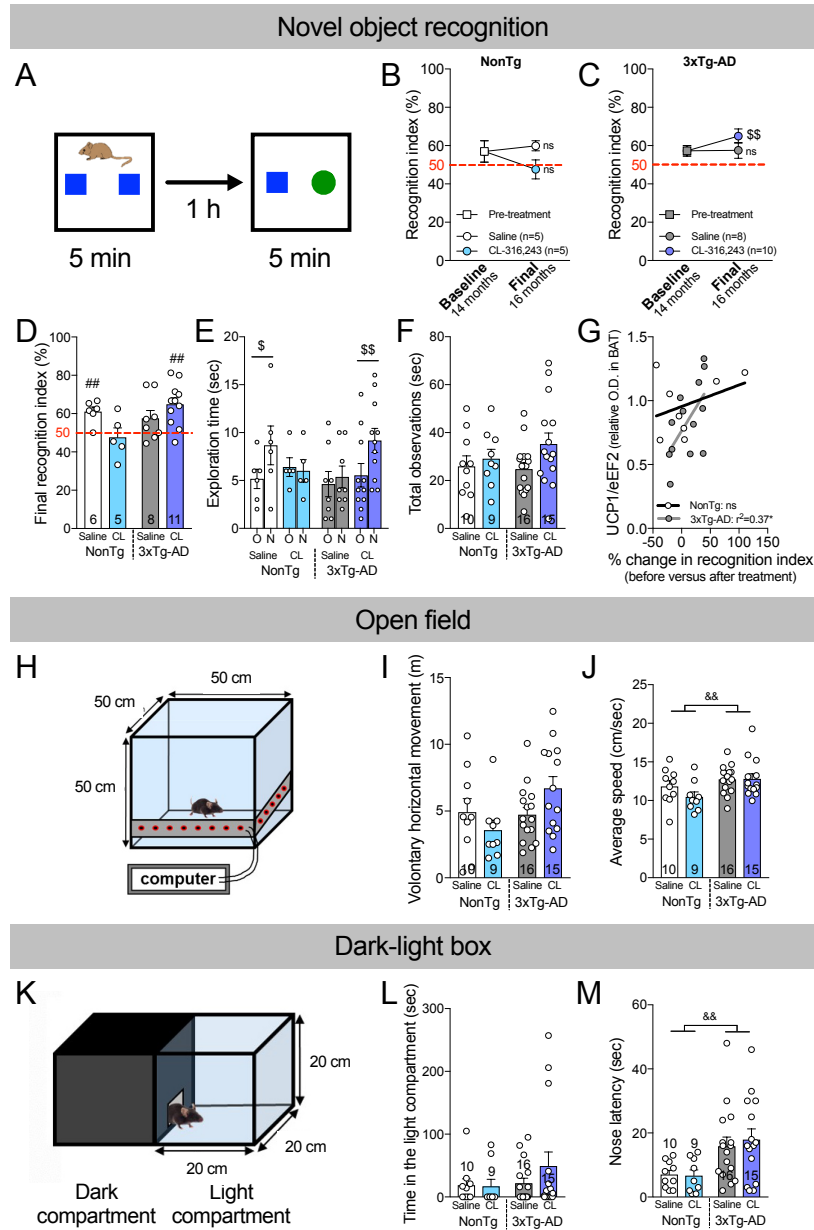 Novel object recognition
A
5 min
1 h
5 min
B
NonTg
Recognition index (%)
100
80
60
50
40
20
0
ns
ns
Pre-treatment
Saline (n=5)
CL-316,243 (n=5)
Baseline
14 months
Final
16 months
C
3xTg-AD
Recognition index (%)
100
80
60
50
40
20
0
$$
ns
Pre-treatment
Saline (n=8)
CL-316,243 (n=10)
Baseline
14 months
Final
16 months
D
Final recognition index (%)
100
80
60
50
40
20
0
##
##
6
5
8
11
Saline CL Saline CL
NonTg 3xTg-AD
E
Exploration time (sec)
20
15
10
5
0
$
$$
O N O N O N O N
Saline CL Saline CL
NonTg 3xTg-AD
F
Total observations (sec)
80
60
40
20
0
10
9
16
15
Saline CL Saline CL
NonTg 3xTg-AD
G
UCP1/eEF2 (relative O.D. in BAT)
1.5
1.0
0.5
0.0
NonTg: ns
3xTg-AD: r²=0.37*
-50 0 50 100 150
% change in recognition index
(before versus after treatment)
Open field
H
50 cm
50 cm
50 cm
computer
I
Volontary horizontal movement (m)
15
10
5
0
10
9
16
15
Saline CL Saline CL
NonTg 3xTg-AD
J
Average speed (cm/sec)
25
20
15
10
5
0
&&
10
9
16
15
Saline CL Saline CL
NonTg 3xTg-AD
Dark-light box
K
20 cm
20 cm
20 cm
Dark
compartment
Light
compartment
L
Time in the light compartment (sec)
300
200
100
0
10
9
16
15
Saline CL Saline CL
NonTg 3xTg-AD
M
Nose latency (sec)
60
40
20
0
&&
10
9
16
15
Saline CL Saline CL
NonTg 3xTg-AD